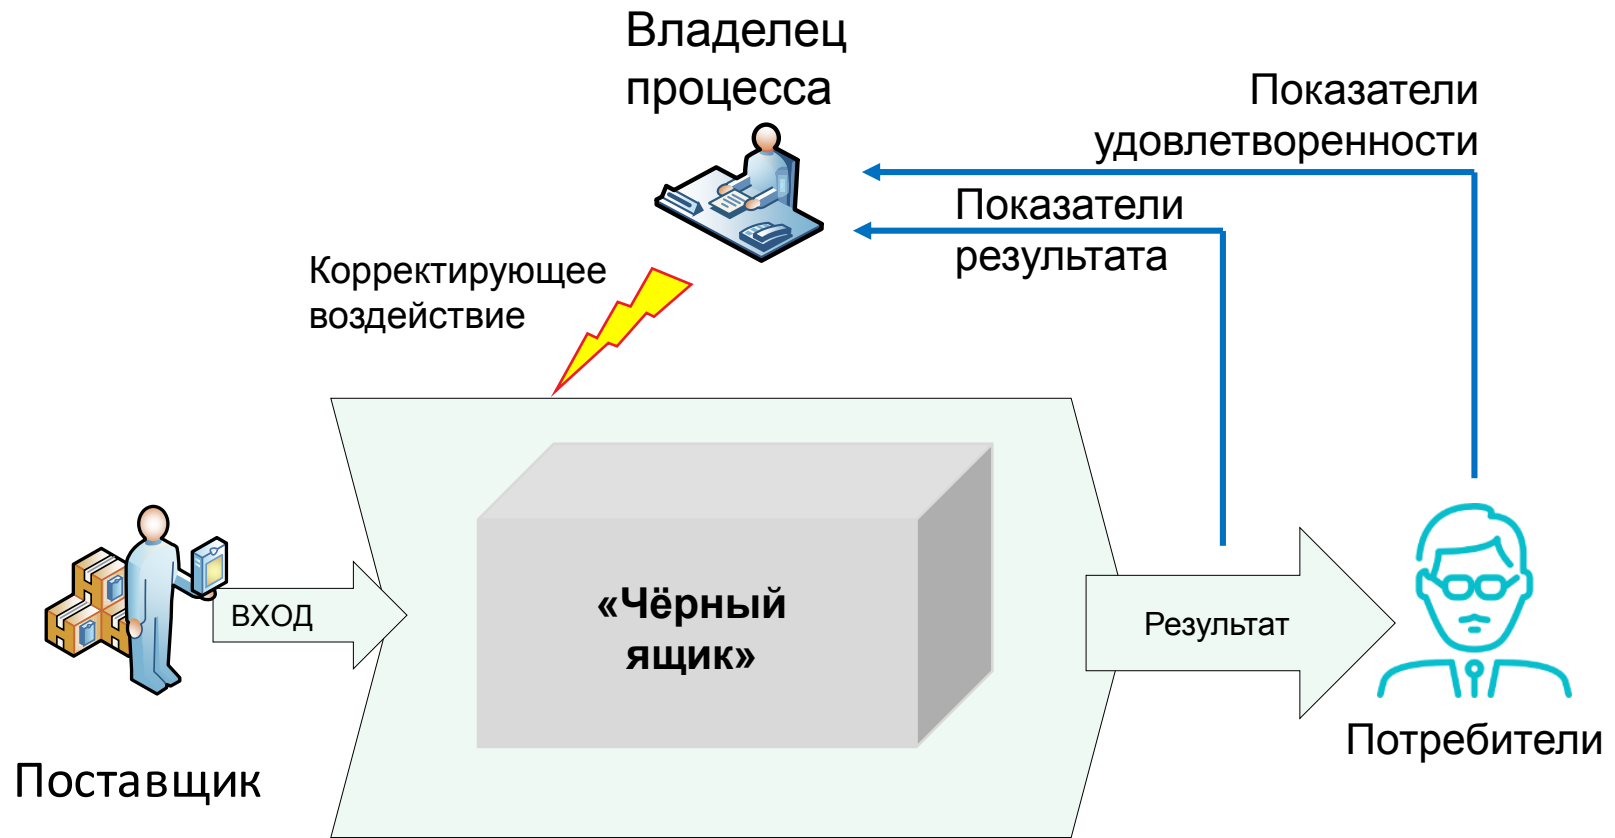 Владелец
процесса
Показатели
удовлетворенности
Показатели
результата
Корректирующее
воздействие
ВХОД
«Чёрный
ящик»
Результат
Поставщик
Потребители